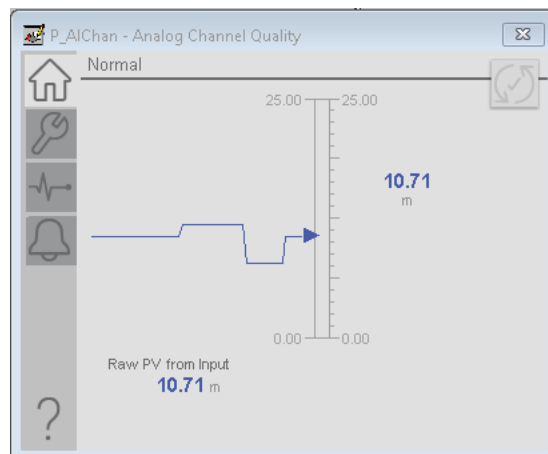 P_AIChan - Analog Channel Quality
Normal
25.00 25.00
10.71
m
0.00 0.00
Raw PV from Input
10.71 m
?